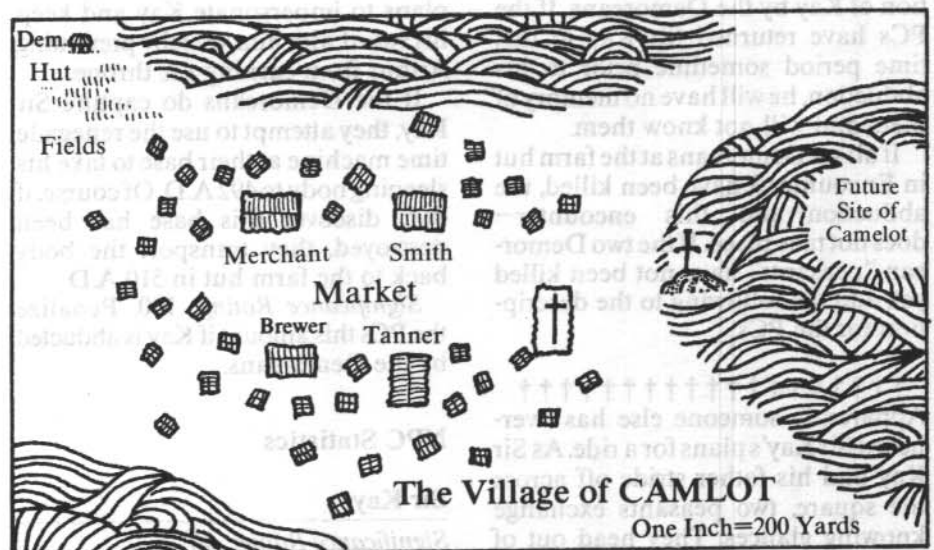 Dem.
Hut
Fields
Future
Site of
Camelot
Merchant
Smith
Market
Brewer
Tanner
The Village of CAMLOT
One Inch=200 Yards